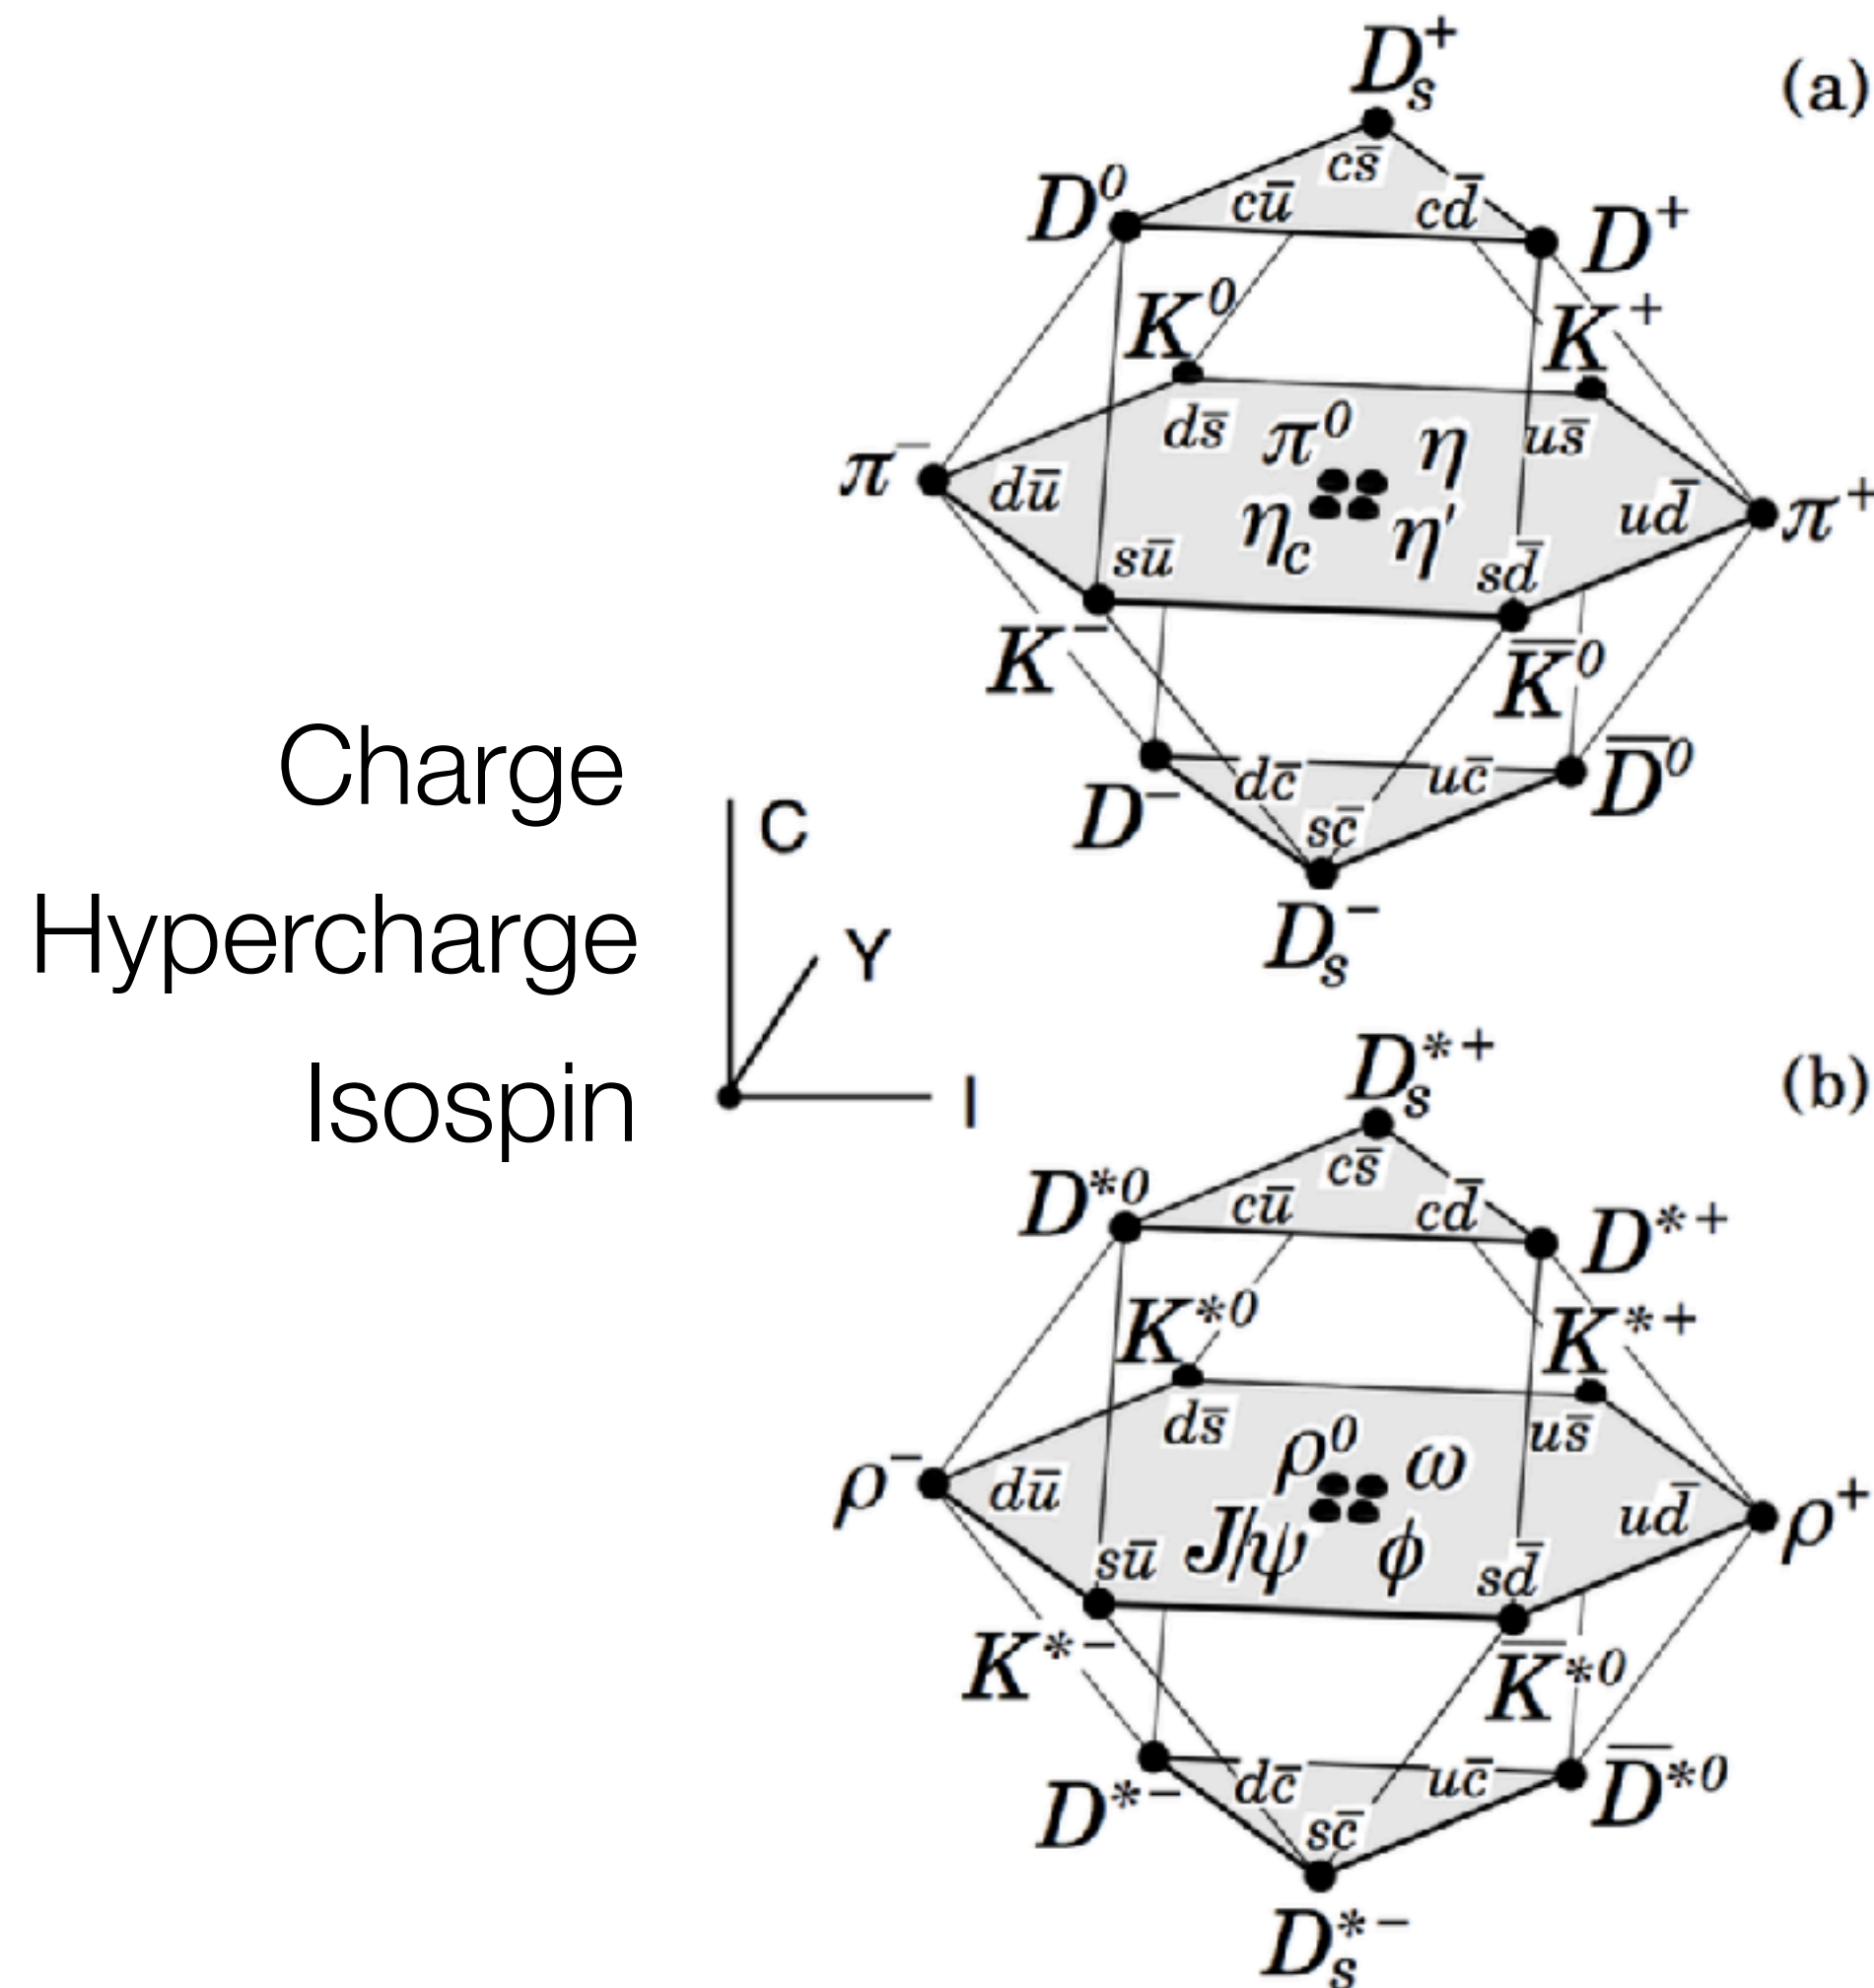 D_s^+
(a)
D^0
cs̄
cū
cd̄
D^+
K^0
K^+
ds̄
π^0
η
us̄
π^-
dū
η_c
η′
ud̄
π^+
sū
sd̄
K^-
K̄^0
D^-
dc̄
uc̄
D̄^0
sc̄
D_s^-
Charge
Hypercharge
Isospin
C
Y
I
D_s^{*+}
(b)
D^{*0}
cs̄
cū
cd̄
D^{*+}
K^{*0}
K^{*+}
ds̄
ρ^0
ω
us̄
ρ^-
dū
J/ψ
ϕ
ud̄
ρ^+
sū
sd̄
K^{*-}
K̄^{*0}
D^{*-}
dc̄
uc̄
D̄^{*0}
sc̄
D_s^{*-}